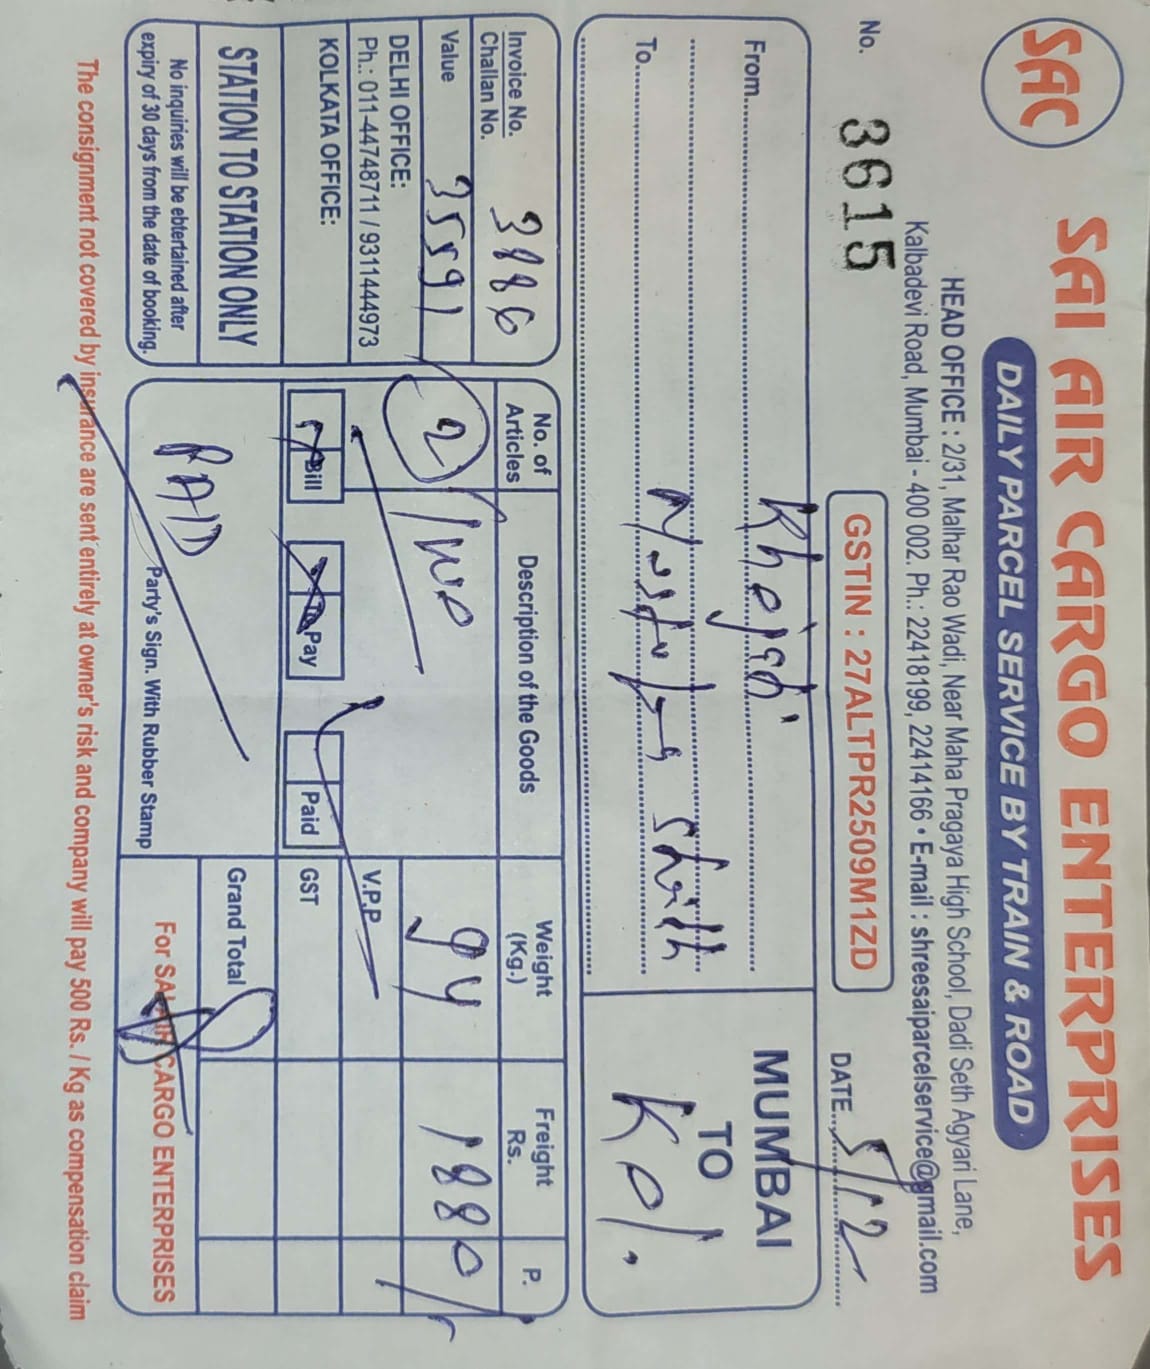 SAC
SAI AIR CARGO ENTERPRISES
DAILY PARCEL SERVICE BY TRAIN & ROAD
HEAD OFFICE : 2/31, Malhar Rao Wadi, Near Maha Pragaya High School, Dadi Seth Agyari Lane,
Kalbadevi Road, Mumbai - 400 002. Ph.: 22418199, 22414166 • E-mail : shreesaiparcelservice@gmail.com
No. 3615
GSTIN : 27ALTPR2509M1ZD
DATE 5/12
From
To
MUMBAI
TO
Kol.
Invoice No.
Challan No.
3886
Value 35591
DELHI OFFICE:
Ph.: 011-44748711 / 9311444973
KOLKATA OFFICE:
STATION TO STATION ONLY
No inquiries will be ebtertained after
expiry of 30 days from the date of booking.
No. of Articles
Description of the Goods
Weight (Kg.)
Freight Rs.
P.
2 / two
94
1880/
V.P.P
Bill
To Pay
Paid
GST
PAID
Grand Total
Party's Sign. With Rubber Stamp
For SAI AIR CARGO ENTERPRISES
The consignment not covered by insurance are sent entirely at owner's risk and company will pay 500 Rs. / Kg as compensation claim